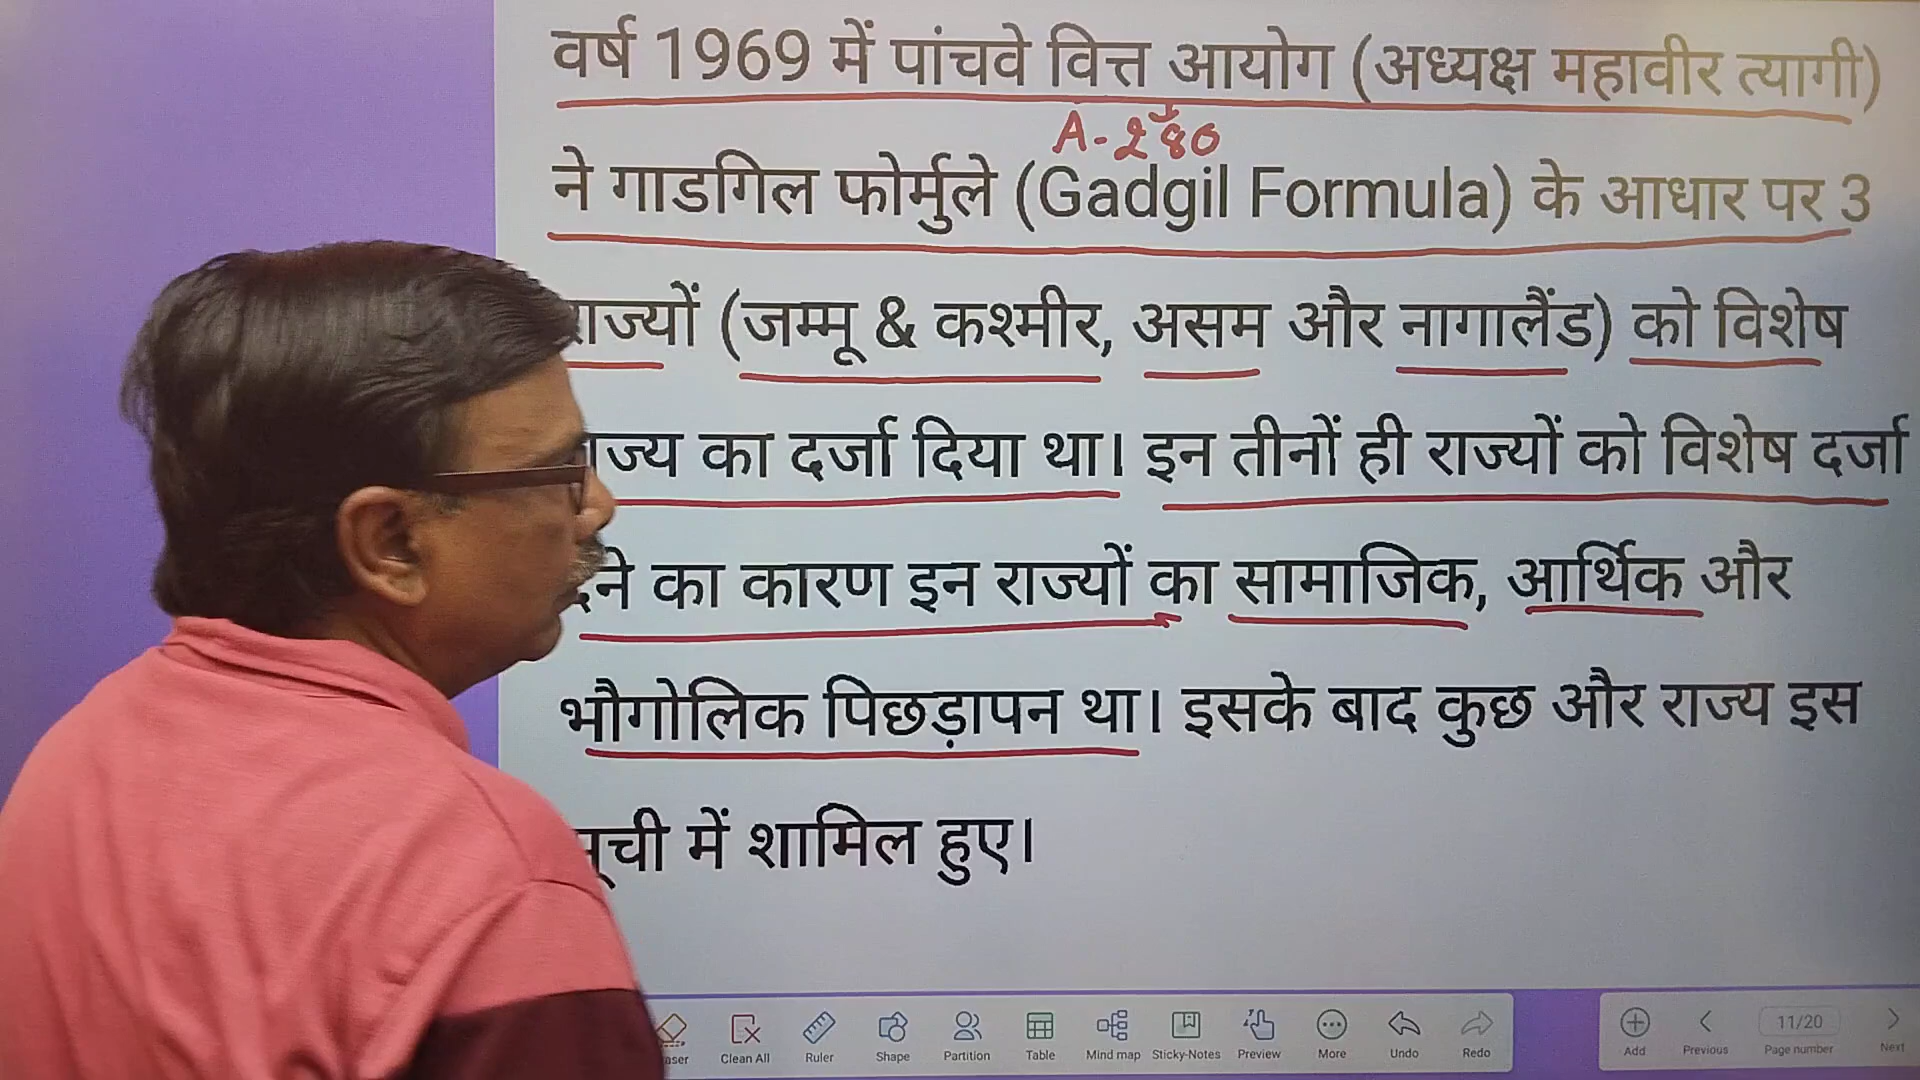 वर्ष 1969 में पांचवे वित्त आयोग (अध्यक्ष महावीर त्यागी)
A-280
ने गाडगिल फोर्मुले (Gadgil Formula) के आधार पर 3
(जम्मू & कश्मीर, असम और नागालैंड) को विशेष
का दर्जा दिया था। इन तीनों ही राज्यों को विशेष दर्जा
का कारण इन राज्यों का सामाजिक, आर्थिक और
भौगोलिक पिछड़ापन था। इसके बाद कुछ और राज्य इस
में शामिल हुए।
Clean All Ruler Shape Partition Table Mind map Sticky-Notes Preview More Undo Redo
Add Previous 11/20 Page number Next